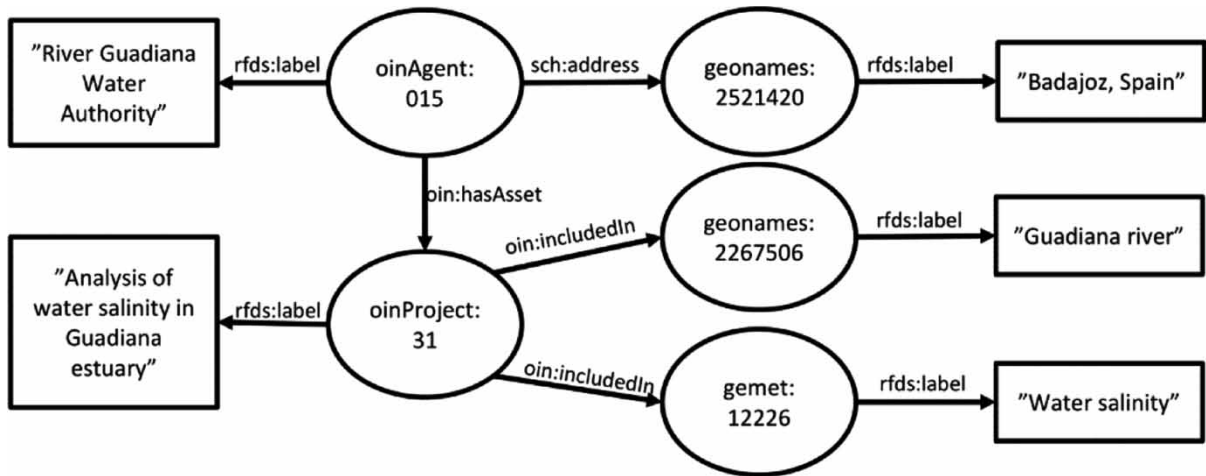 "River Guadiana
Water
Authority"
rfds:label
oinAgent:
015
sch:address
geonames:
2521420
rfds:label
"Badajoz, Spain"
oin:hasAsset
geonames:
2267506
rfds:label
"Guadiana river"
oin:includedIn
"Analysis of
water salinity in
Guadiana
estuary"
rfds:label
oinProject:
31
oin:includedIn
gemet:
12226
rfds:label
"Water salinity"